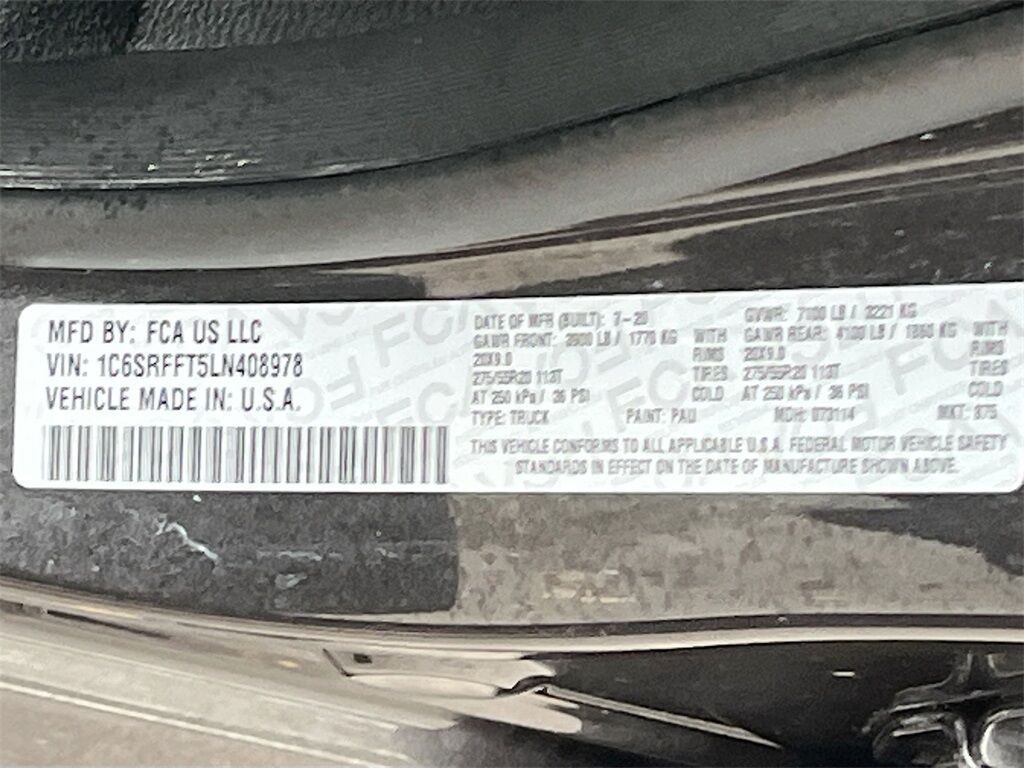 MFD BY: FCA US LLC
VIN: 1C6SRFFT5LN408978
VEHICLE MADE IN: U.S.A.
DATE OF MFR (BUILT): 7-20
GVWR: 7100 LB / 3221 KG
GAWR FRONT: 3900 LB / 1770 KG WITH
20X9.0 RIMS
275/55R20 113T TIRES
AT 250 kPa / 36 PSI COLD
GAWR REAR: 4100 LB / 1860 KG WITH
20X9.0 RIMS
275/55R20 113T TIRES
AT 250 kPa / 36 PSI COLD
TYPE: TRUCK PAINT: PAU MDH: 073114 MKT: 875
THIS VEHICLE CONFORMS TO ALL APPLICABLE U.S.A. FEDERAL MOTOR VEHICLE SAFETY
STANDARDS IN EFFECT ON THE DATE OF MANUFACTURE SHOWN ABOVE.